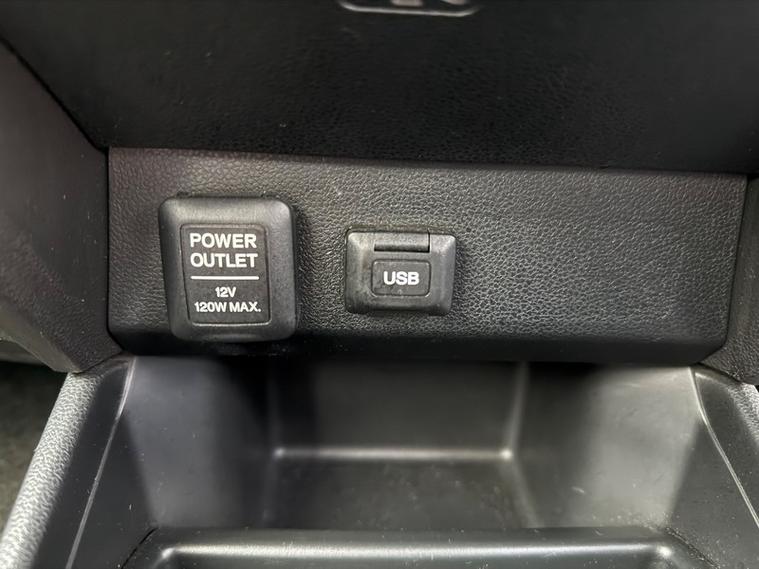 POWER
OUTLET
12V
120W MAX.
USB